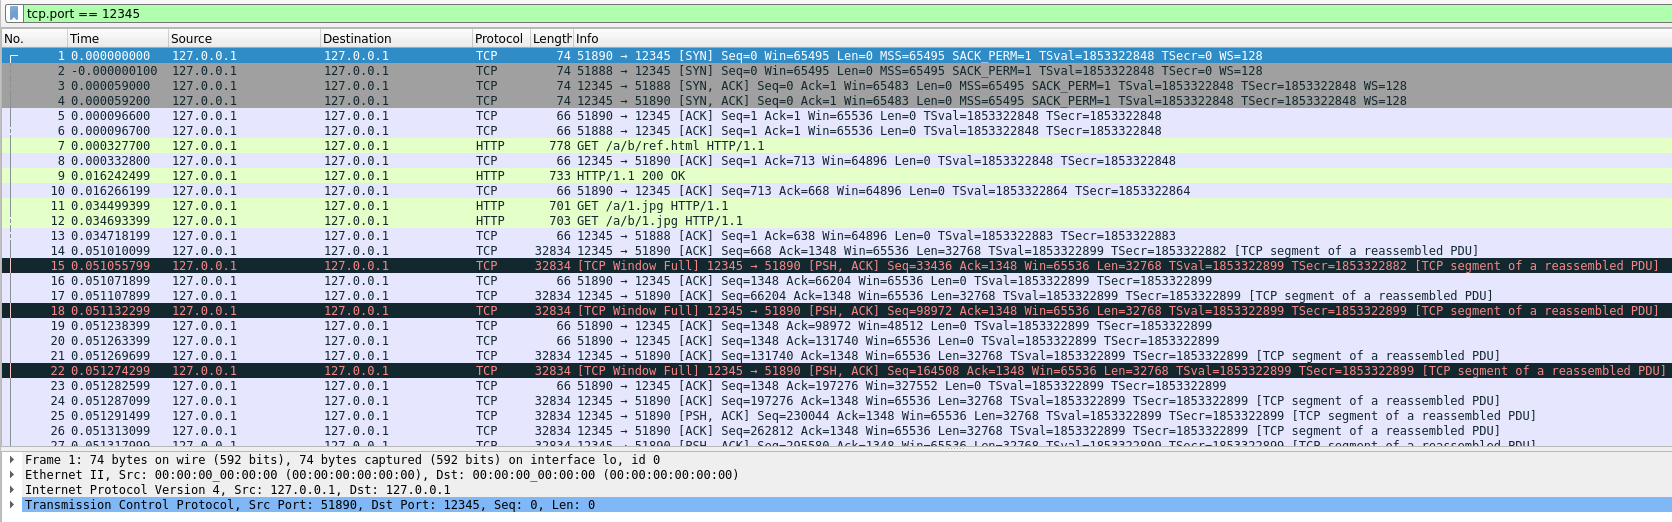 tcp.port == 12345
No. Time Source Destination Protocol Length Info
1 0.000000000 127.0.0.1 127.0.0.1 TCP 74 51890 → 12345 [SYN] Seq=0 Win=65495 Len=0 MSS=65495 SACK_PERM=1 TSval=1853322848 TSecr=0 WS=128
2 -0.000000100 127.0.0.1 127.0.0.1 TCP 74 51888 → 12345 [SYN] Seq=0 Win=65495 Len=0 MSS=65495 SACK_PERM=1 TSval=1853322848 TSecr=0 WS=128
3 0.000059000 127.0.0.1 127.0.0.1 TCP 74 12345 → 51888 [SYN, ACK] Seq=0 Ack=1 Win=65483 Len=0 MSS=65495 SACK_PERM=1 TSval=1853322848 TSecr=1853322848 WS=128
4 0.000059200 127.0.0.1 127.0.0.1 TCP 74 12345 → 51890 [SYN, ACK] Seq=0 Ack=1 Win=65483 Len=0 MSS=65495 SACK_PERM=1 TSval=1853322848 TSecr=1853322848 WS=128
5 0.000096600 127.0.0.1 127.0.0.1 TCP 66 51890 → 12345 [ACK] Seq=1 Ack=1 Win=65536 Len=0 TSval=1853322848 TSecr=1853322848
6 0.000096700 127.0.0.1 127.0.0.1 TCP 66 51888 → 12345 [ACK] Seq=1 Ack=1 Win=65536 Len=0 TSval=1853322848 TSecr=1853322848
7 0.000327700 127.0.0.1 127.0.0.1 HTTP 778 GET /a/b/ref.html HTTP/1.1
8 0.000332800 127.0.0.1 127.0.0.1 TCP 66 12345 → 51890 [ACK] Seq=1 Ack=713 Win=64896 Len=0 TSval=1853322848 TSecr=1853322848
9 0.016242499 127.0.0.1 127.0.0.1 HTTP 733 HTTP/1.1 200 OK
10 0.016266199 127.0.0.1 127.0.0.1 TCP 66 51890 → 12345 [ACK] Seq=713 Ack=668 Win=64896 Len=0 TSval=1853322864 TSecr=1853322864
11 0.034499399 127.0.0.1 127.0.0.1 HTTP 701 GET /a/1.jpg HTTP/1.1
12 0.034693399 127.0.0.1 127.0.0.1 HTTP 703 GET /a/b/1.jpg HTTP/1.1
13 0.034718199 127.0.0.1 127.0.0.1 TCP 66 12345 → 51888 [ACK] Seq=1 Ack=638 Win=64896 Len=0 TSval=1853322883 TSecr=1853322883
14 0.051010099 127.0.0.1 127.0.0.1 TCP 32834 12345 → 51890 [ACK] Seq=668 Ack=1348 Win=65536 Len=32768 TSval=1853322899 TSecr=1853322882 [TCP segment of a reassembled PDU]
15 0.051055799 127.0.0.1 127.0.0.1 TCP 32834 [TCP Window Full] 12345 → 51890 [PSH, ACK] Seq=33436 Ack=1348 Win=65536 Len=32768 TSval=1853322899 TSecr=1853322882 [TCP segment of a reassembled PDU]
16 0.051071899 127.0.0.1 127.0.0.1 TCP 66 51890 → 12345 [ACK] Seq=1348 Ack=66204 Win=65536 Len=0 TSval=1853322899 TSecr=1853322899
17 0.051107899 127.0.0.1 127.0.0.1 TCP 32834 12345 → 51890 [ACK] Seq=66204 Ack=1348 Win=65536 Len=32768 TSval=1853322899 TSecr=1853322899 [TCP segment of a reassembled PDU]
18 0.051132299 127.0.0.1 127.0.0.1 TCP 32834 [TCP Window Full] 12345 → 51890 [PSH, ACK] Seq=98972 Ack=1348 Win=65536 Len=32768 TSval=1853322899 TSecr=1853322899 [TCP segment of a reassembled PDU]
19 0.051238399 127.0.0.1 127.0.0.1 TCP 66 51890 → 12345 [ACK] Seq=1348 Ack=98972 Win=48512 Len=0 TSval=1853322899 TSecr=1853322899
20 0.051263399 127.0.0.1 127.0.0.1 TCP 66 51890 → 12345 [ACK] Seq=1348 Ack=131740 Win=65536 Len=0 TSval=1853322899 TSecr=1853322899
21 0.051269699 127.0.0.1 127.0.0.1 TCP 32834 12345 → 51890 [ACK] Seq=131740 Ack=1348 Win=65536 Len=32768 TSval=1853322899 TSecr=1853322899 [TCP segment of a reassembled PDU]
22 0.051274299 127.0.0.1 127.0.0.1 TCP 32834 [TCP Window Full] 12345 → 51890 [PSH, ACK] Seq=164508 Ack=1348 Win=65536 Len=32768 TSval=1853322899 TSecr=1853322899 [TCP segment of a reassembled PDU]
23 0.051282599 127.0.0.1 127.0.0.1 TCP 66 51890 → 12345 [ACK] Seq=1348 Ack=197276 Win=327552 Len=0 TSval=1853322899 TSecr=1853322899
24 0.051287099 127.0.0.1 127.0.0.1 TCP 32834 12345 → 51890 [ACK] Seq=197276 Ack=1348 Win=65536 Len=32768 TSval=1853322899 TSecr=1853322899 [TCP segment of a reassembled PDU]
25 0.051291499 127.0.0.1 127.0.0.1 TCP 32834 12345 → 51890 [PSH, ACK] Seq=230044 Ack=1348 Win=65536 Len=32768 TSval=1853322899 TSecr=1853322899 [TCP segment of a reassembled PDU]
26 0.051313099 127.0.0.1 127.0.0.1 TCP 32834 12345 → 51890 [ACK] Seq=262812 Ack=1348 Win=65536 Len=32768 TSval=1853322899 TSecr=1853322899 [TCP segment of a reassembled PDU]
27 0.051317999 127.0.0.1 127.0.0.1 TCP 32834 12345 → 51890 [PSH, ACK] Seq=295580 Ack=1348 Win=65536 Len=32768 TSval=1853322899 TSecr=1853322899 [TCP segment of a reassembled PDU]
Frame 1: 74 bytes on wire (592 bits), 74 bytes captured (592 bits) on interface lo, id 0
Ethernet II, Src: 00:00:00_00:00:00 (00:00:00:00:00:00), Dst: 00:00:00_00:00:00 (00:00:00:00:00:00)
Internet Protocol Version 4, Src: 127.0.0.1, Dst: 127.0.0.1
Transmission Control Protocol, Src Port: 51890, Dst Port: 12345, Seq: 0, Len: 0